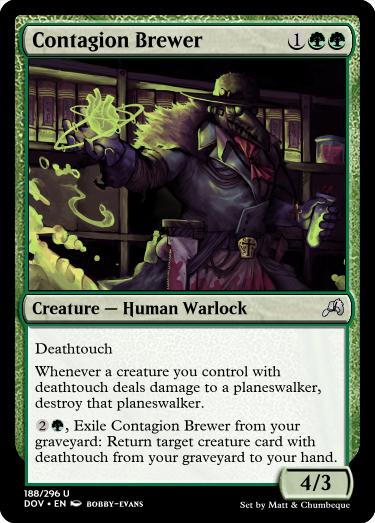 Contagion Brewer 1
Creature — Human Warlock
Deathtouch
Whenever a creature you control with
deathtouch deals damage to a planeswalker,
destroy that planeswalker.
2, Exile Contagion Brewer from your
graveyard: Return target creature card with
deathtouch from your graveyard to your hand.
4/3
188/296 U
DOV • EN BOBBY-EVANS
Set by Matt & Chumbeque